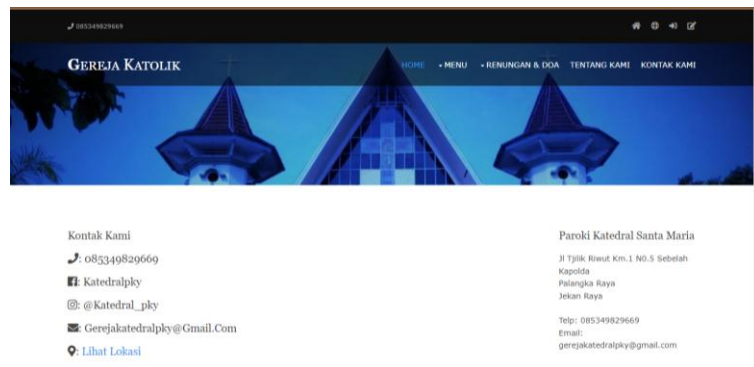 085349829669
GEREJA KATOLIK
HOME MENU RENUNGAN & DOA TENTANG KAMI KONTAK KAMI
Kontak Kami
: 085349829669
: Katedralpky
: @Katedral_pky
: Gerejakatedralpky@Gmail.Com
: Lihat Lokasi
Paroki Katedral Santa Maria
Jl Tjilik Riwut Km.1 N0.5 Sebelah
Kapolda
Palangka Raya
Jekan Raya
Telp: 085349829669
Email:
gerejakatedralpky@gmail.com